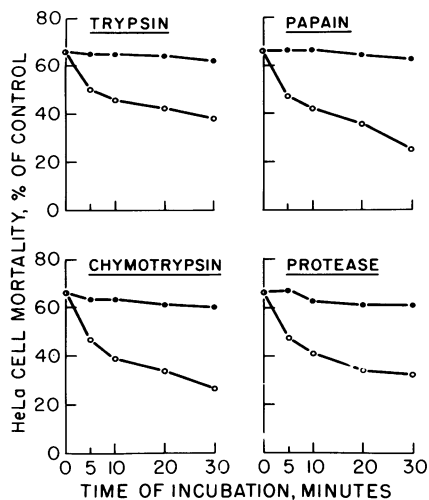 HeLa CELL MORTALITY, % OF CONTROL
TRYPSIN
80
60
40
20
0
PAPAIN
CHYMOTRYPSIN
80
60
40
20
0
0 5 10 20 30
PROTEASE
0 5 10 20 30
TIME OF INCUBATION, MINUTES